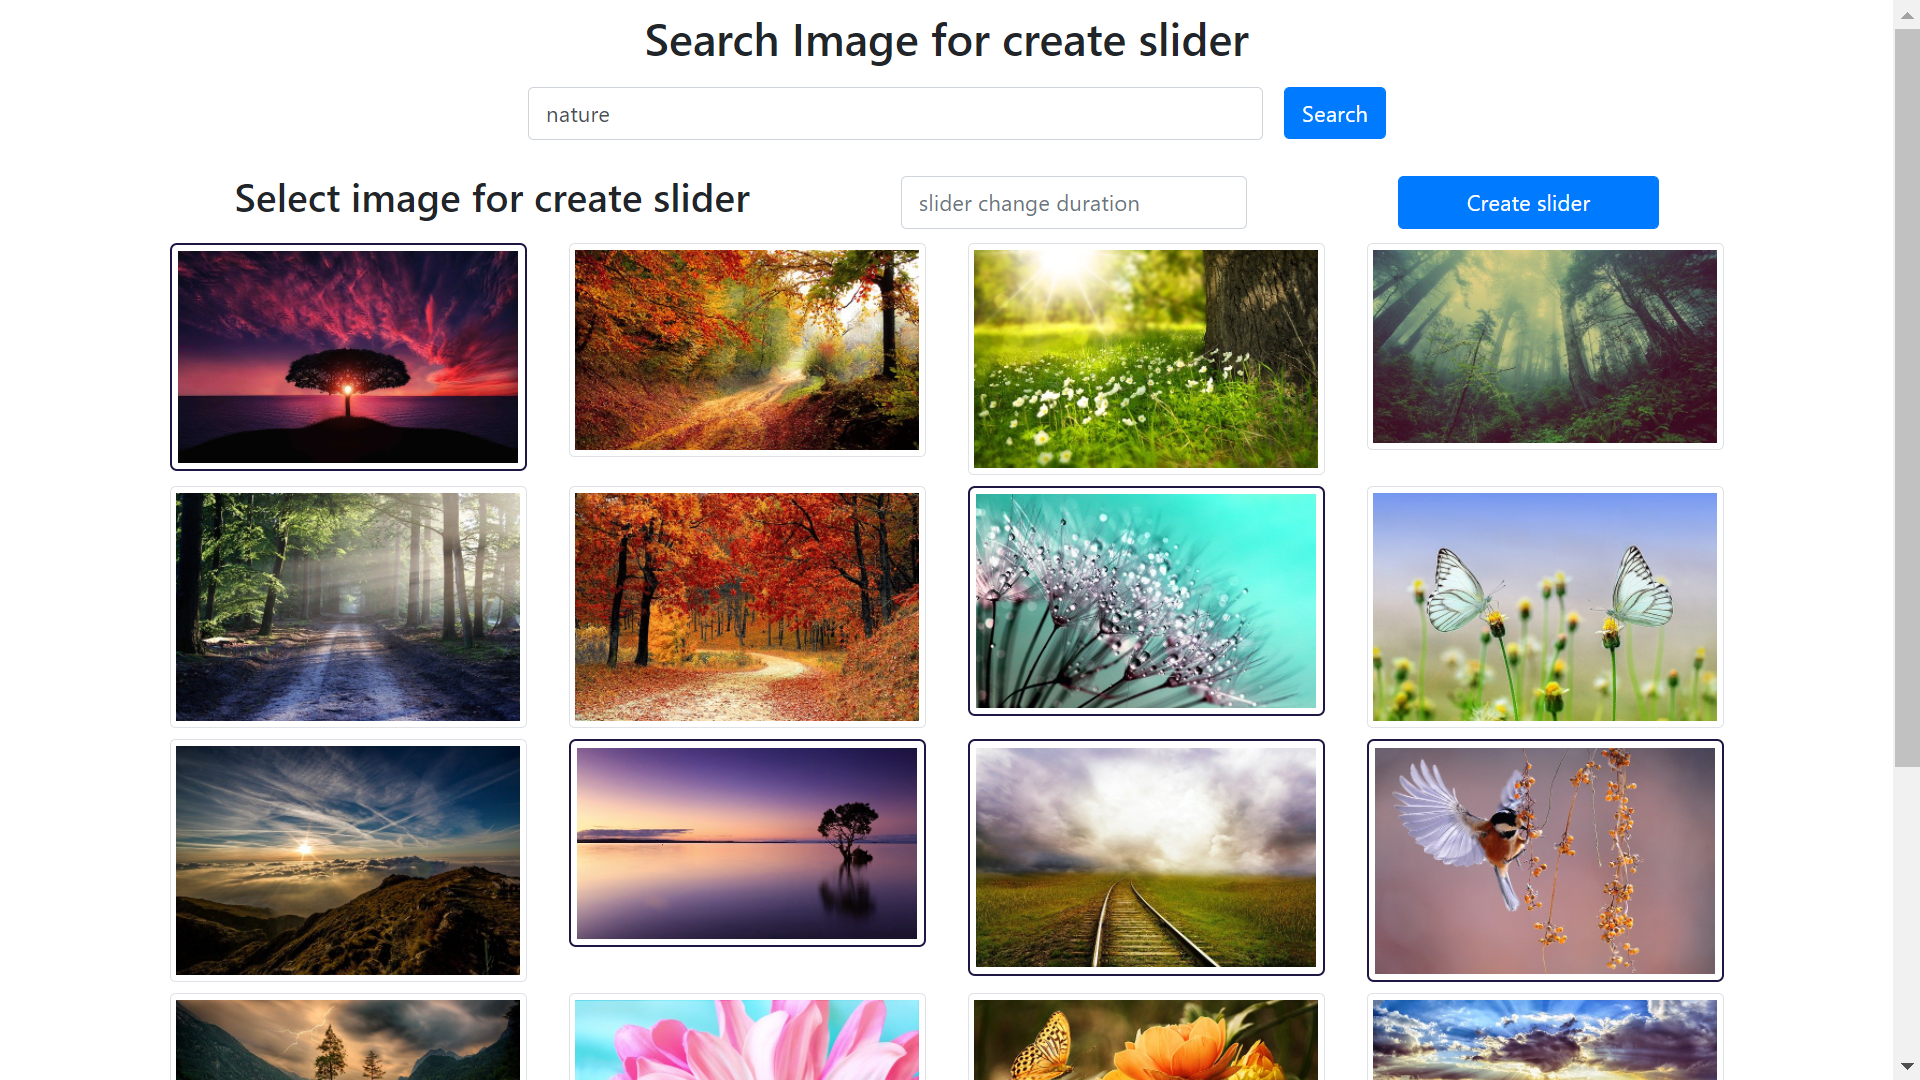 Search Image for create slider
nature
Search
Select image for create slider
slider change duration
Create slider